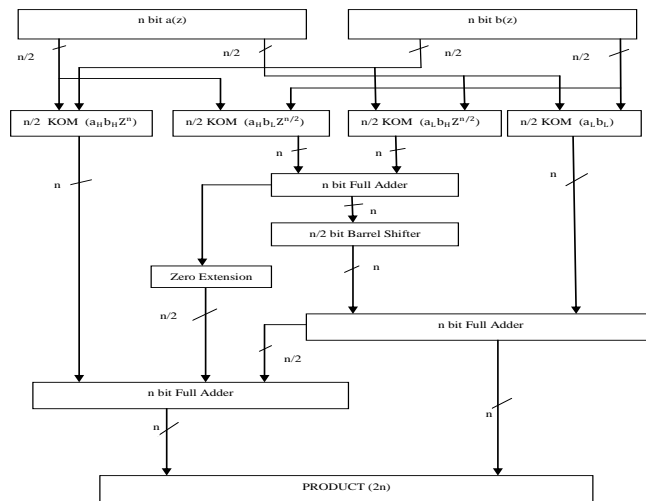 n bit a(z)
n bit b(z)
n/2
n/2
n/2
n/2
n/2 KOM (aHbHZn)
n/2 KOM (aHbLZn/2)
n/2 KOM (aLbHZn/2)
n/2 KOM (aLbL)
n
n
n
n
n bit Full Adder
n
n/2 bit Barrel Shifter
n
Zero Extension
n/2
n bit Full Adder
n/2
n bit Full Adder
n
n
PRODUCT (2n)